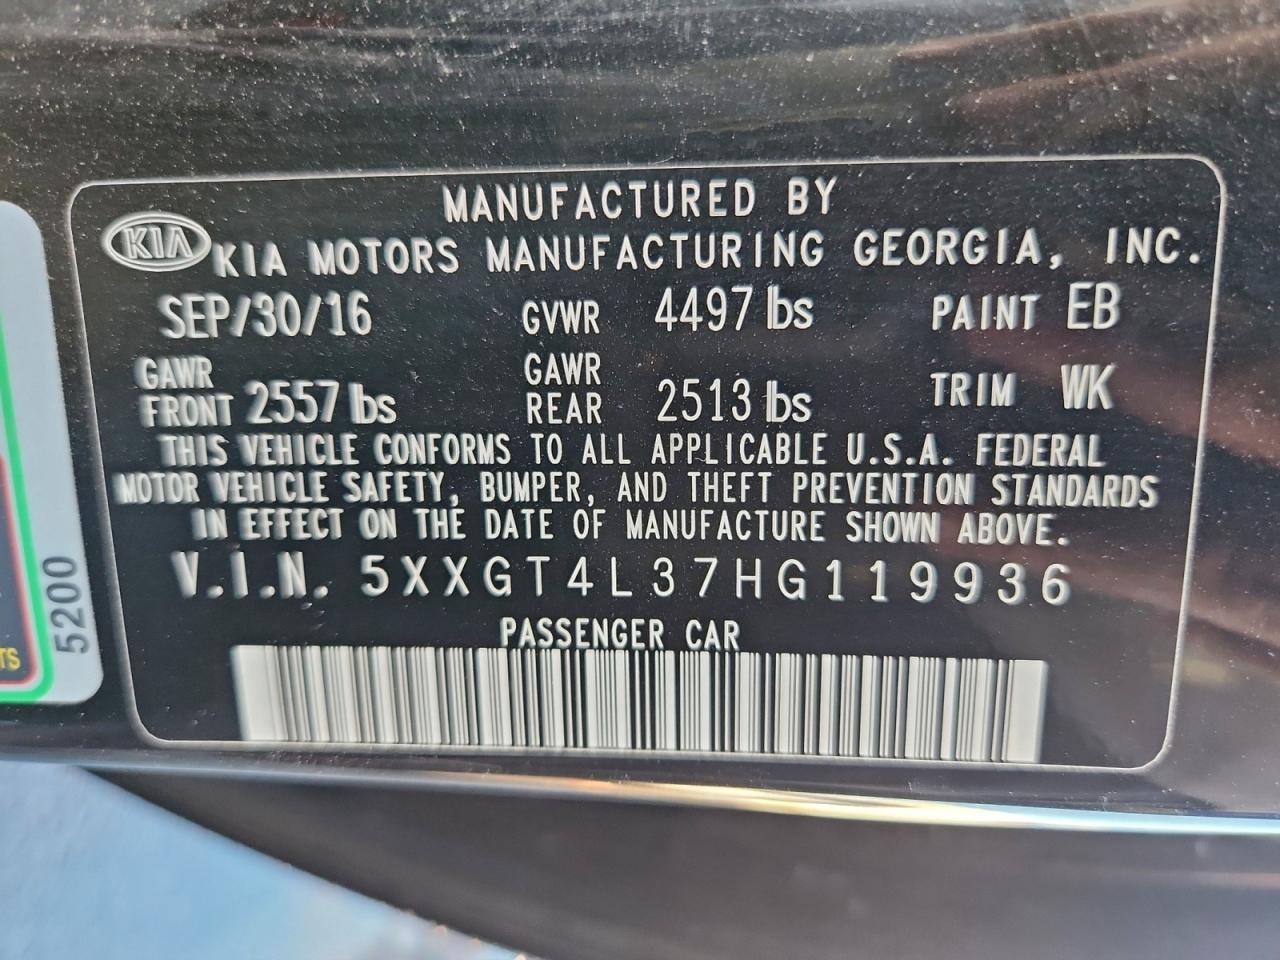 MANUFACTURED BY
KIA KIA MOTORS MANUFACTURING GEORGIA, INC.
SEP/30/16 GVWR 4497 lbs PAINT EB
GAWR FRONT 2557 lbs GAWR REAR 2513 lbs TRIM WK
THIS VEHICLE CONFORMS TO ALL APPLICABLE U.S.A. FEDERAL
MOTOR VEHICLE SAFETY, BUMPER, AND THEFT PREVENTION STANDARDS
IN EFFECT ON THE DATE OF MANUFACTURE SHOWN ABOVE.
V.I.N. 5XXGT4L37HG119936
PASSENGER CAR
5200
TS